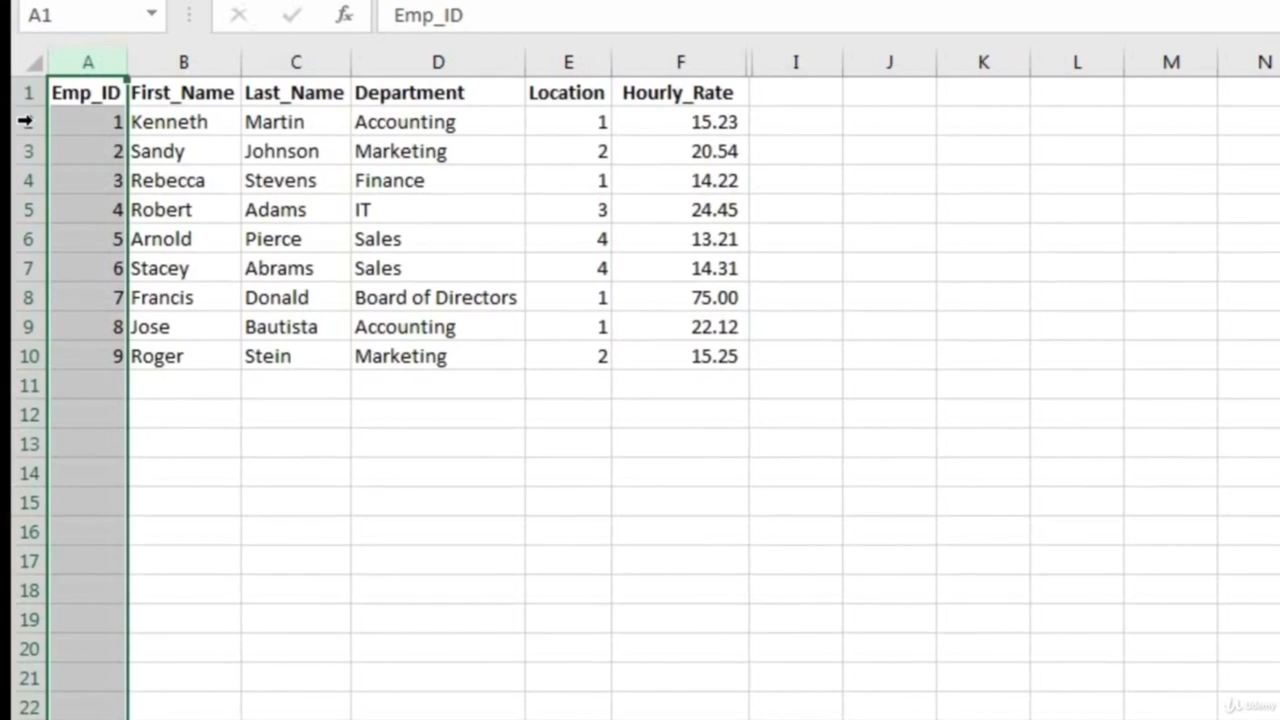 A1 fx Emp_ID
A B C D E F I J K L M N
1 Emp_ID First_Name Last_Name Department Location Hourly_Rate
1 Kenneth Martin Accounting 1 15.23
3 2 Sandy Johnson Marketing 2 20.54
4 3 Rebecca Stevens Finance 1 14.22
5 4 Robert Adams IT 3 24.45
6 5 Arnold Pierce Sales 4 13.21
7 6 Stacey Abrams Sales 4 14.31
8 7 Francis Donald Board of Directors 1 75.00
9 8 Jose Bautista Accounting 1 22.12
10 9 Roger Stein Marketing 2 15.25
11
12
13
14
15
16
17
18
19
20
21
22
Udemy